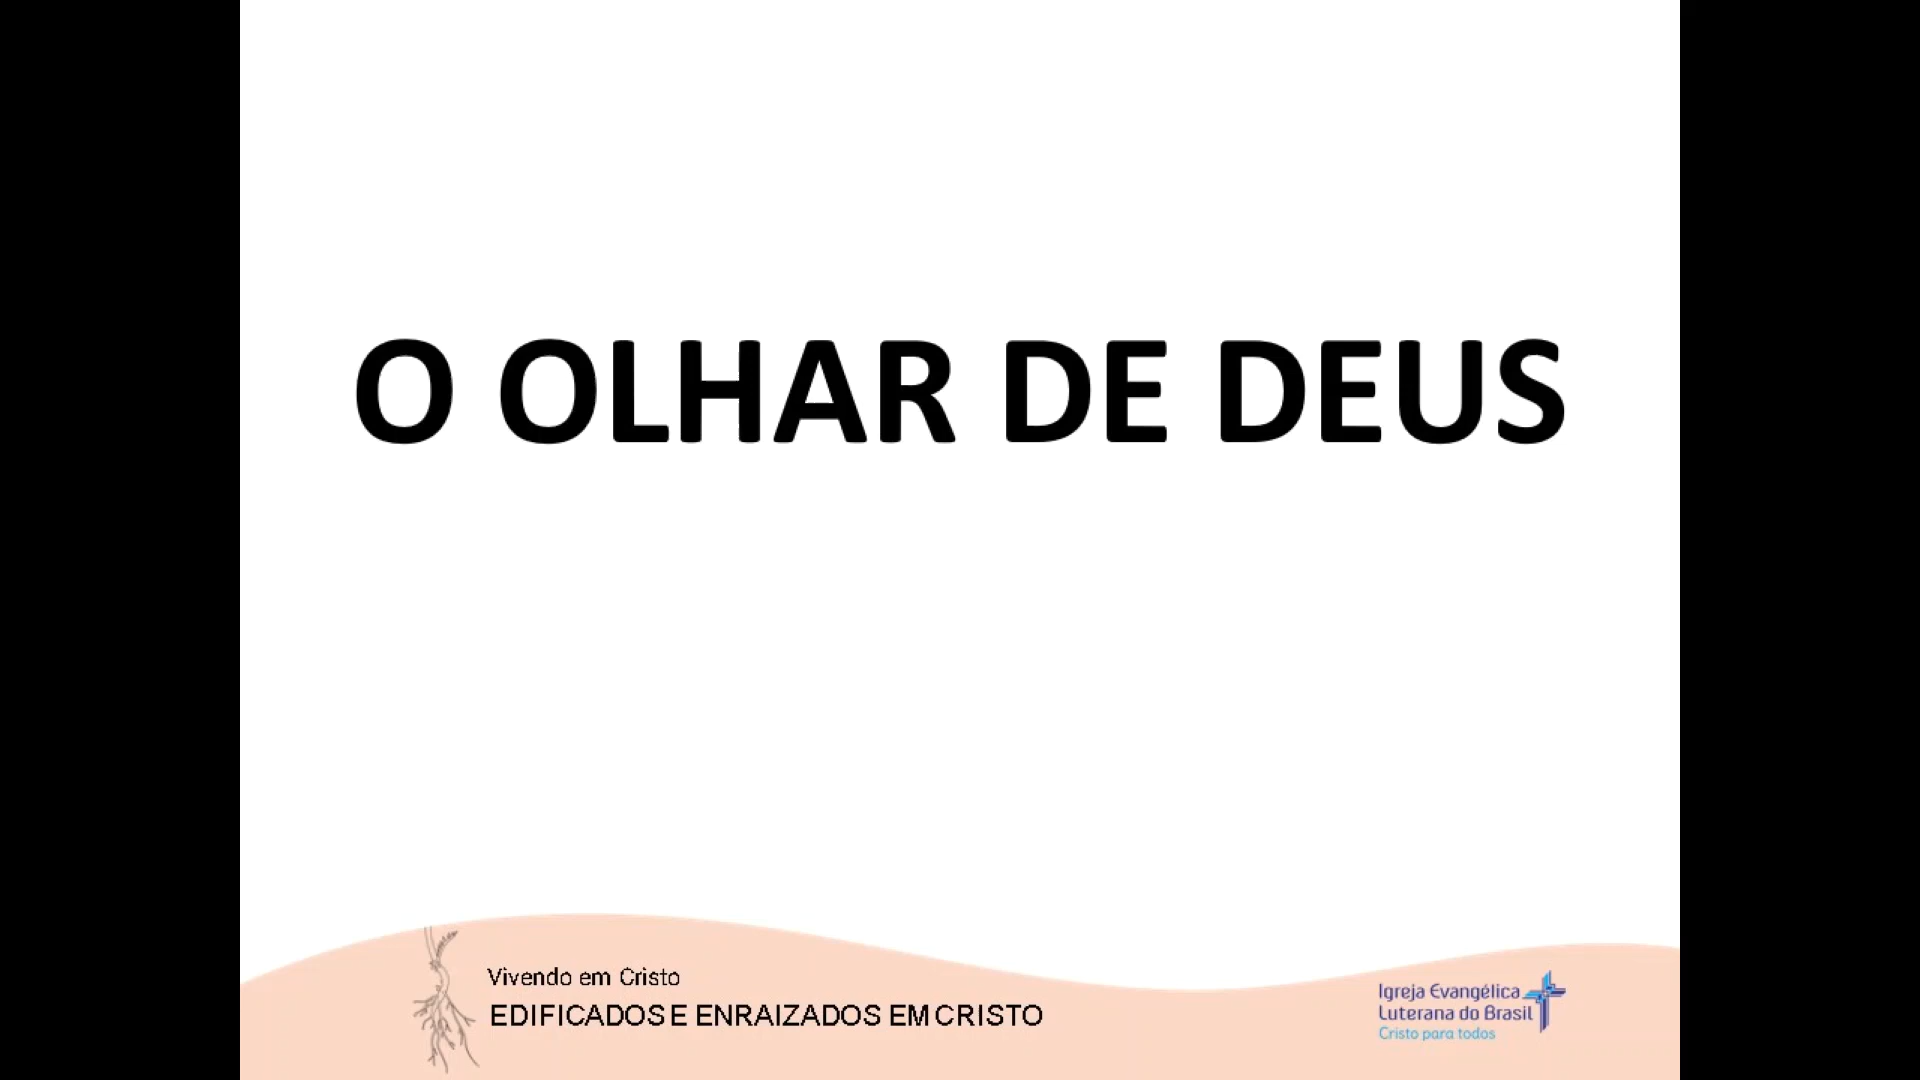 O OLHAR DE DEUS
Vivendo em Cristo
EDIFICADOS E ENRAIZADOS EM CRISTO
Igreja Evangélica
Luterana do Brasil
Cristo para todos